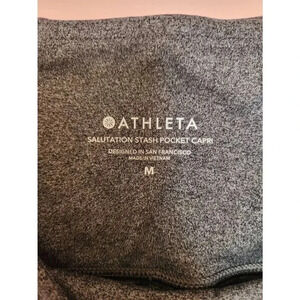 ATHLETA
SALUTATION STASH POCKET CAPRI
DESIGNED IN SAN FRANCISCO
MADE IN VIETNAM
M